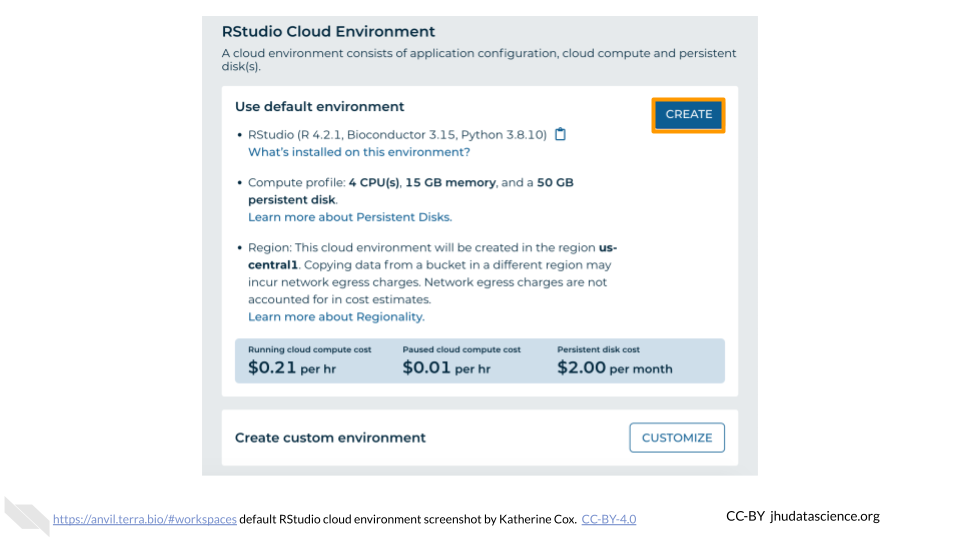 RStudio Cloud Environment
A cloud environment consists of application configuration, cloud compute and persistent
disk(s).
Use default environment
CREATE
• RStudio (R 4.2.1, Bioconductor 3.15, Python 3.8.10)
What's installed on this environment?
• Compute profile: 4 CPU(s), 15 GB memory, and a 50 GB
persistent disk.
Learn more about Persistent Disks.
• Region: This cloud environment will be created in the region us-
central1. Copying data from a bucket in a different region may
incur network egress charges. Network egress charges are not
accounted for in cost estimates.
Learn more about Regionality.
Running cloud compute cost Paused cloud compute cost Persistent disk cost
$0.21 per hr $0.01 per hr $2.00 per month
Create custom environment
CUSTOMIZE
https://anvil.terra.bio/#workspaces default RStudio cloud environment screenshot by Katherine Cox. CC-BY-4.0
CC-BY jhudatascience.org